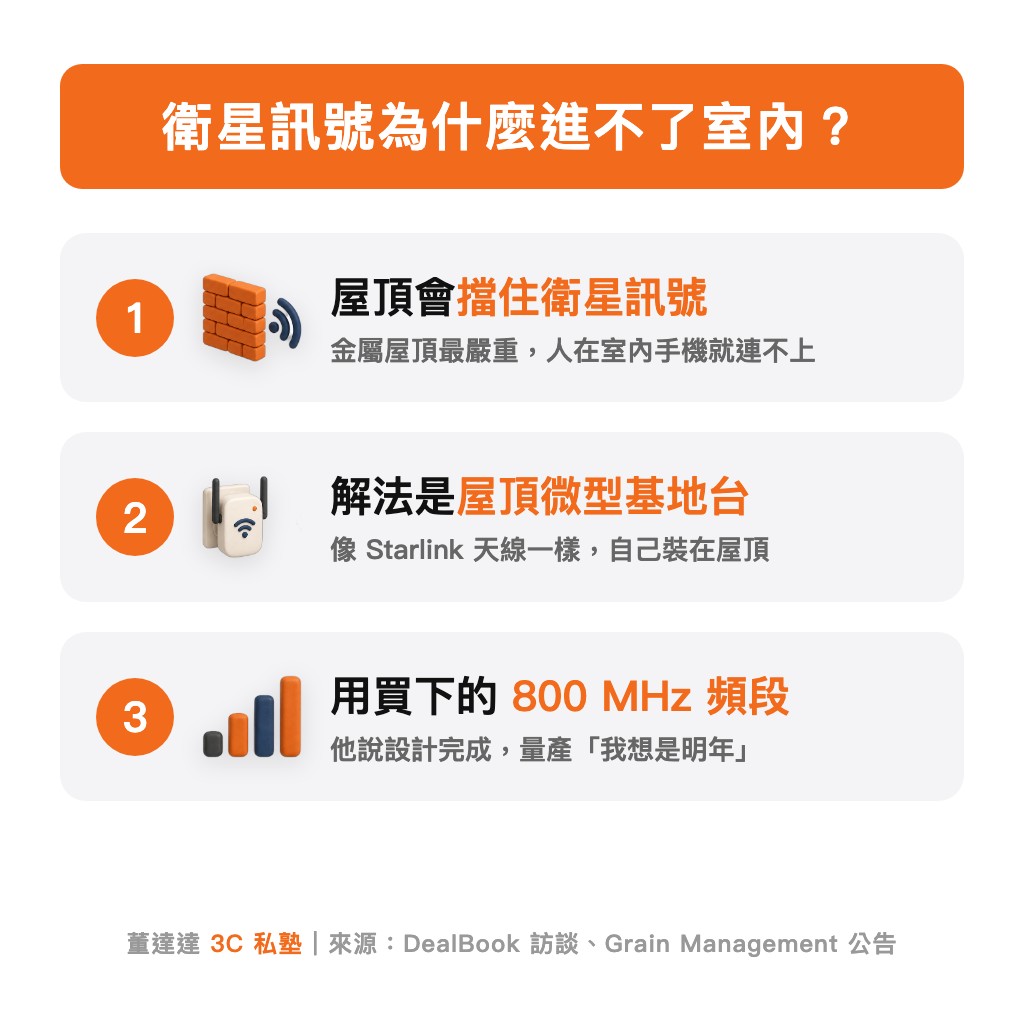 衛星訊號為什麼進不了室內？
1
屋頂會擋住衛星訊號
金屬屋頂最嚴重，人在室內手機就連不上
2
解法是屋頂微型基地台
像 Starlink 天線一樣，自己裝在屋頂
3
用買下的 800 MHz 頻段
他說設計完成，量產「我想是明年」
董達達 3C 私塾｜來源：DealBook 訪談、Grain Management 公告